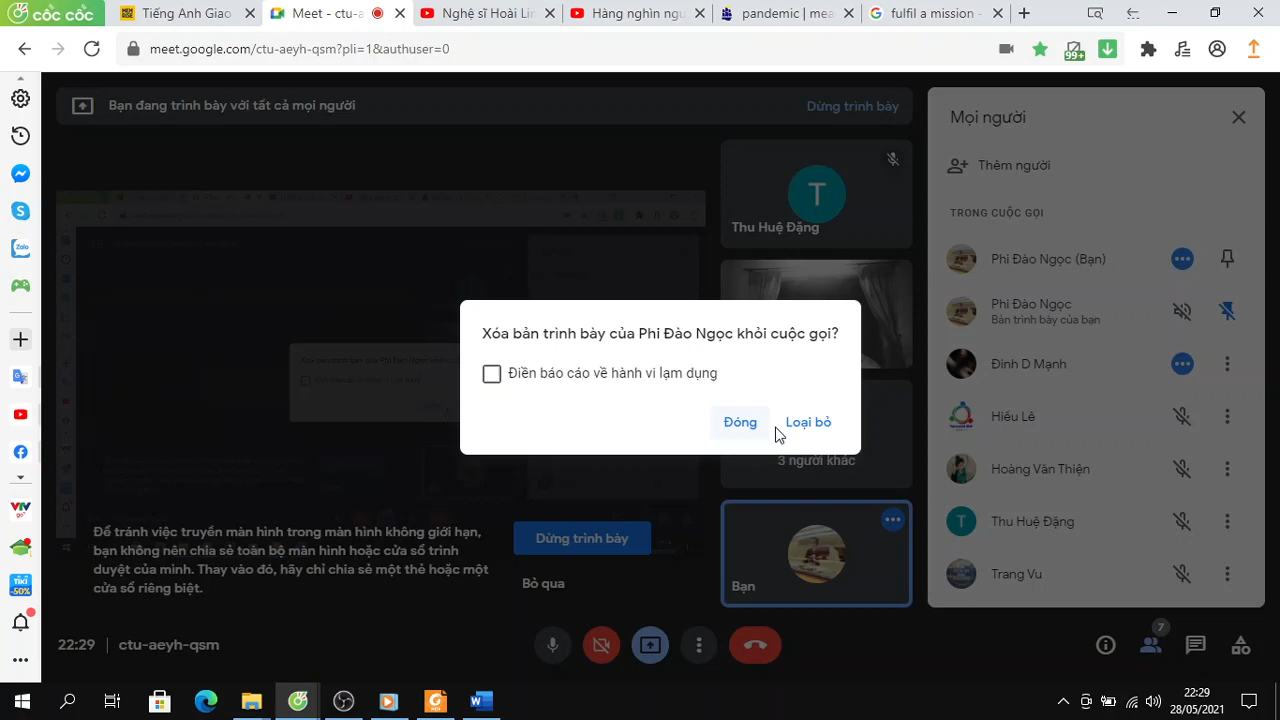 cốc cốc
Tiếng Anh Giao
Meet - ctu-a
Nghệ sĩ Hoài Lin
Hàng nghìn ng
pandemic | mea
fulfil a mission -
meet.google.com/ctu-aeyh-qsm?pli=1&authuser=0
99+
Bạn đang trình bày với tất cả mọi người
Dừng trình bày
Mọi người
Thêm người
TRONG CUỘC GỌI
Phi Đào Ngọc (Bạn)
Phi Đào Ngọc
Bản trình bày của bạn
Đinh D Mạnh
Hiếu Lê
Hoàng Văn Thiện
Thu Huệ Đặng
Trang Vu
T
Thu Huệ Đặng
T
Xóa bản trình bày của Phi Đào Ngọc khỏi cuộc gọi?
Điền báo cáo về hành vi lạm dụng
Đóng
Loại bỏ
3 người khác
Bạn
Để tránh việc truyền màn hình trong màn hình không giới hạn,
bạn không nên chia sẻ toàn bộ màn hình hoặc cửa sổ trình
duyệt của mình. Thay vào đó, hãy chỉ chia sẻ một thẻ hoặc một
cửa sổ riêng biệt.
Dừng trình bày
Bỏ qua
22:29
ctu-aeyh-qsm
7
Zalo
VTV
go
TIKI
-50%
22:29
28/05/2021